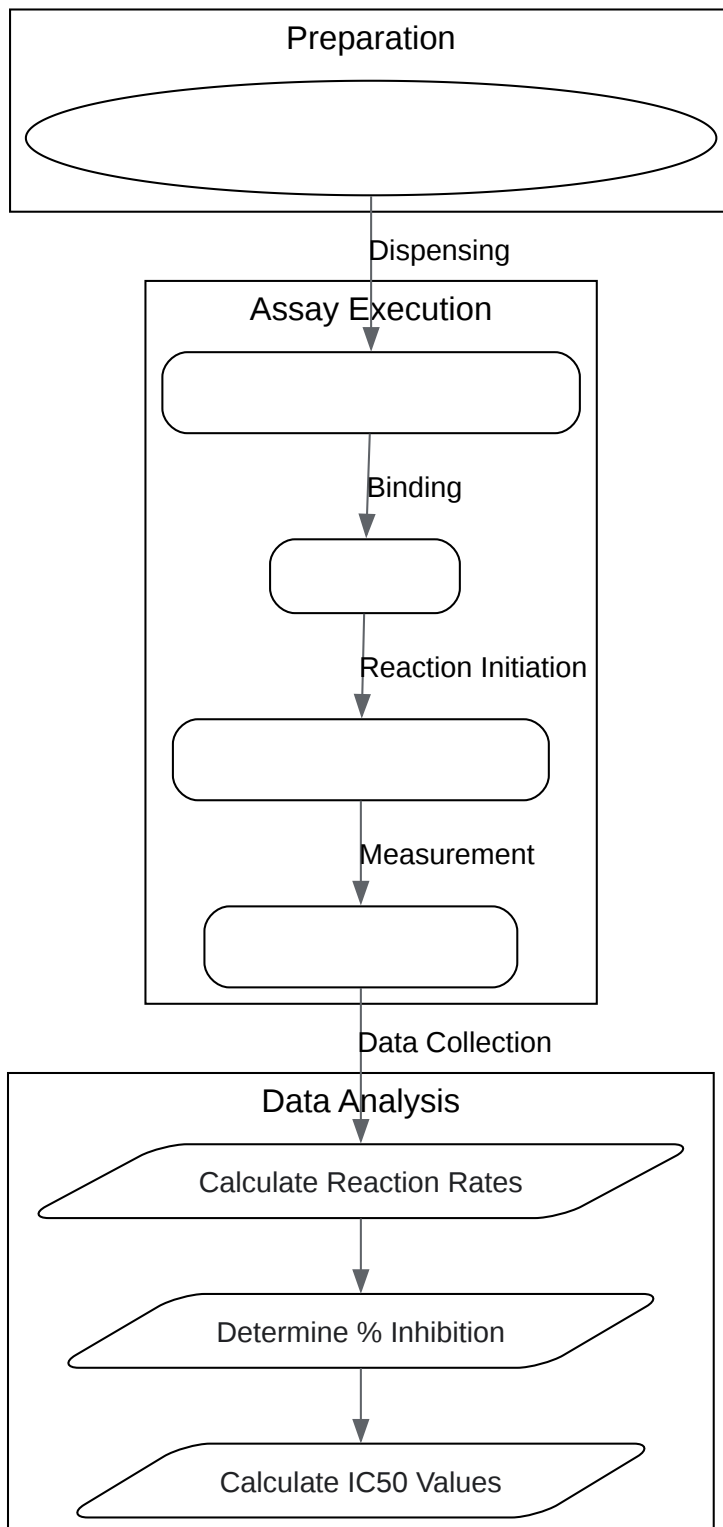 Preparation
Dispensing
Assay Execution
Binding
Reaction Initiation
Measurement
Data Collection
Data Analysis
Calculate Reaction Rates
Determine % Inhibition
Calculate IC50 Values